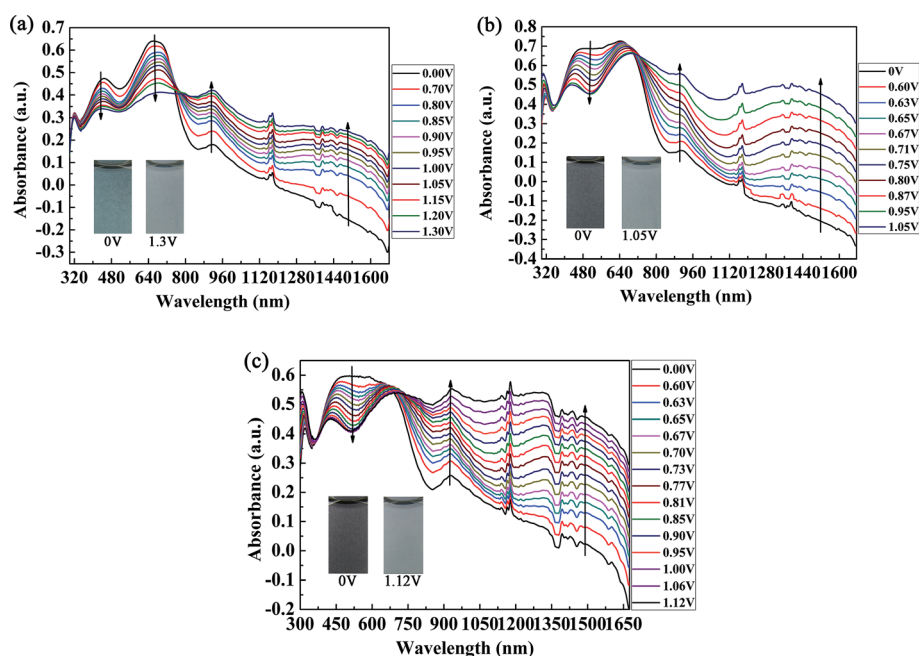 (a)
Absorbance (a.u.)
0.7
0.6
0.5
0.4
0.3
0.2
0.1
0.0
-0.1
-0.2
-0.3
320 480 640 800 960 1120 1280 1440 1600
Wavelength (nm)
0V 1.3V
0.00V
0.70V
0.80V
0.85V
0.90V
0.95V
1.00V
1.05V
1.15V
1.20V
1.30V
(b)
Absorbance (a.u.)
0.8
0.7
0.6
0.5
0.4
0.3
0.2
0.1
0.0
-0.1
-0.2
-0.3
-0.4
320 480 640 800 960 1120 1280 1440 1600
Wavelength (nm)
0V 1.05V
0V
0.60V
0.63V
0.65V
0.67V
0.71V
0.75V
0.80V
0.87V
0.95V
1.05V
(c)
Absorbance (a.u.)
0.6
0.5
0.4
0.3
0.2
0.1
0.0
-0.1
-0.2
300 450 600 750 900 1050 1200 1350 1500 1650
Wavelength (nm)
0V 1.12V
0.00V
0.60V
0.63V
0.65V
0.67V
0.70V
0.73V
0.77V
0.81V
0.85V
0.90V
0.95V
1.00V
1.06V
1.12V